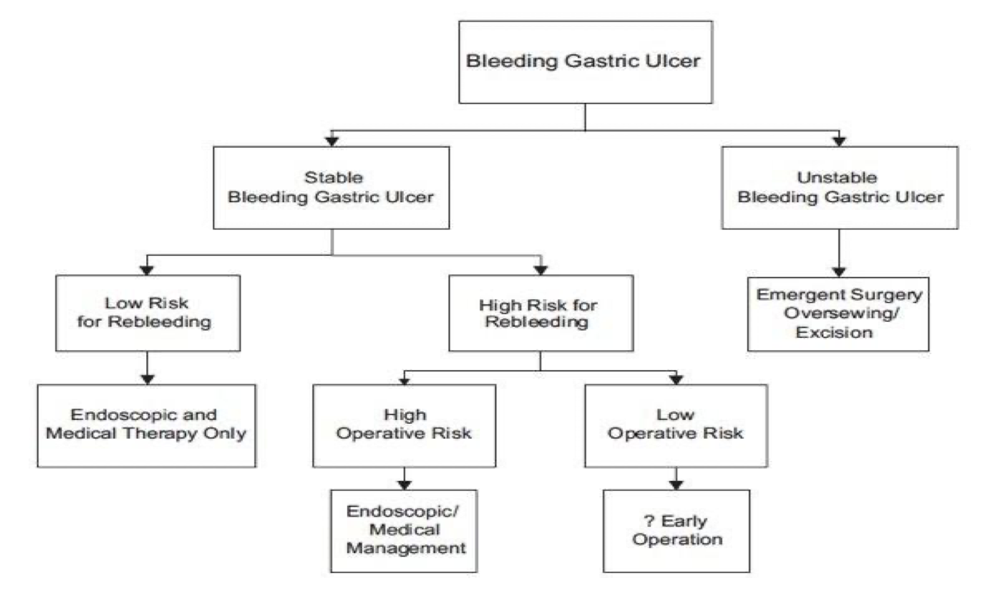 Bleeding Gastric Ulcer
Stable
Bleeding Gastric Ulcer
Unstable
Bleeding Gastric Ulcer
Low Risk
for Rebleeding
High Risk for
Rebleeding
Emergent Surgery
Oversewing/
Excision
Endoscopic and
Medical Therapy Only
High
Operative Risk
Low
Operative Risk
Endoscopic/
Medical
Management
? Early
Operation